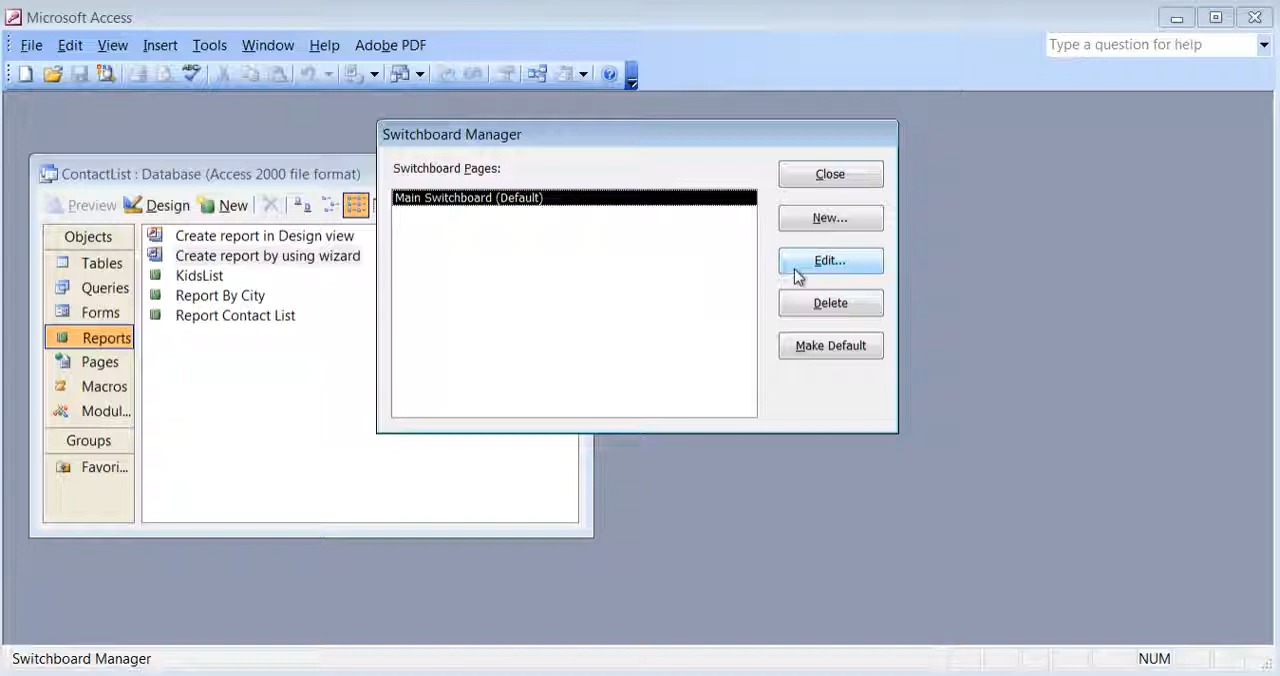 Microsoft Access
File Edit View Insert Tools Window Help Adobe PDF
Type a question for help
Switchboard Manager
Switchboard Pages:
Main Switchboard (Default)
Close
New...
Edit...
Delete
Make Default
ContactList : Database (Access 2000 file format)
Preview Design New
Objects
Tables
Queries
Forms
Reports
Pages
Macros
Modul...
Groups
Favori...
Create report in Design view
Create report by using wizard
KidsList
Report By City
Report Contact List
Switchboard Manager
NUM